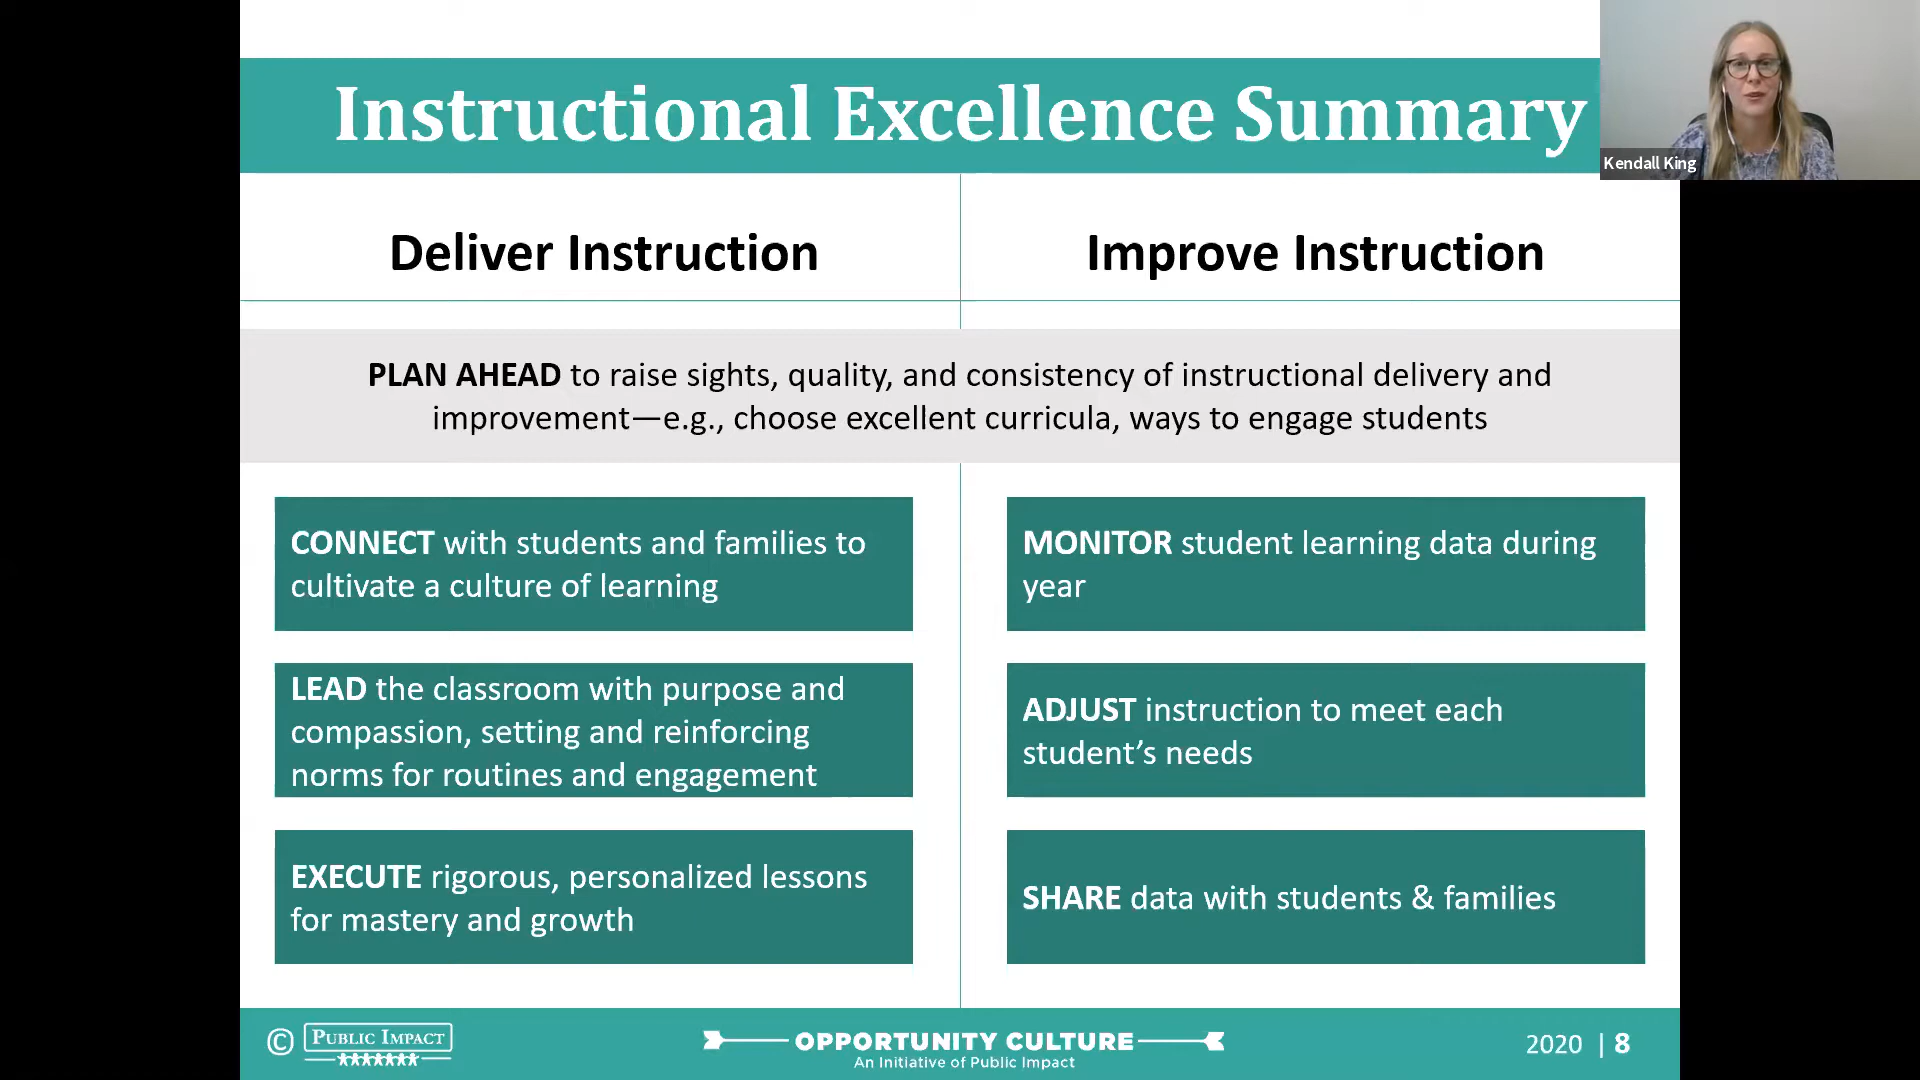 Instructional Excellence Summary
Kendall King
Deliver Instruction
Improve Instruction
PLAN AHEAD to raise sights, quality, and consistency of instructional delivery and
improvement—e.g., choose excellent curricula, ways to engage students
CONNECT with students and families to
cultivate a culture of learning
LEAD the classroom with purpose and
compassion, setting and reinforcing
norms for routines and engagement
EXECUTE rigorous, personalized lessons
for mastery and growth
MONITOR student learning data during
year
ADJUST instruction to meet each
student’s needs
SHARE data with students & families
© PUBLIC IMPACT
OPPORTUNITY CULTURE
An Initiative of Public Impact
2020 | 8